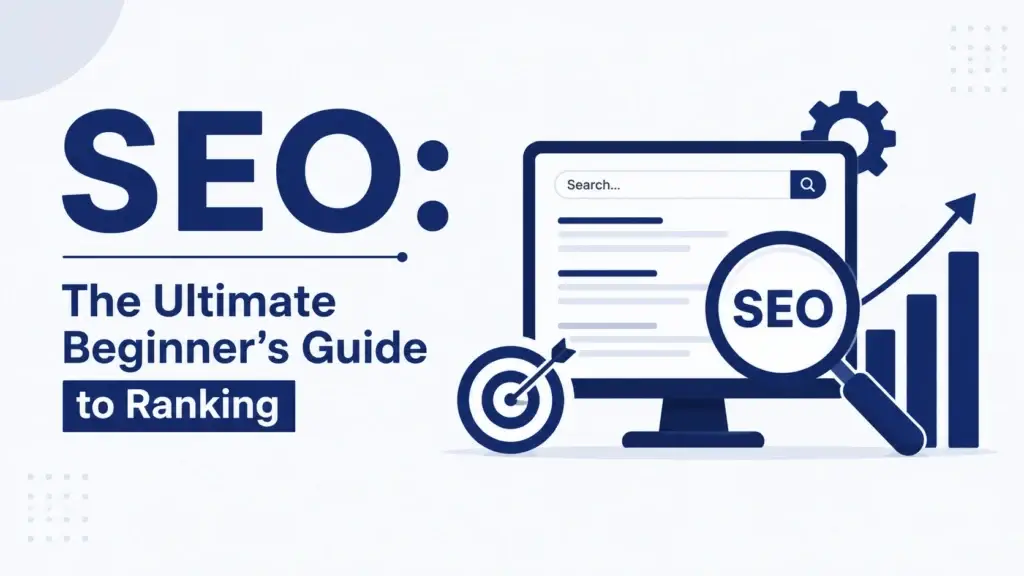 SEO:
The Ultimate
Beginner’s Guide
to Ranking
Search...
SEO